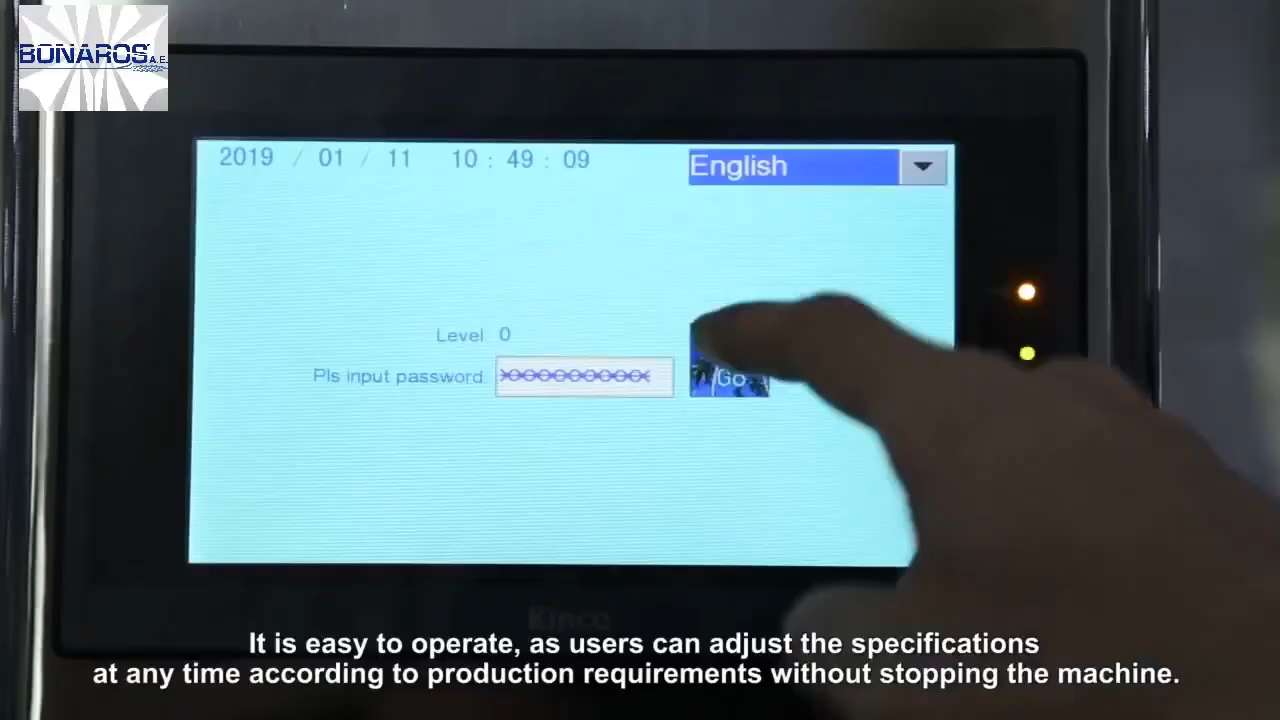 BONAROS A.E.
2019 / 01 / 11 10 : 49 : 09
English
Level 0
Pls input password
Go
Kinco
It is easy to operate, as users can adjust the specifications
at any time according to production requirements without stopping the machine.